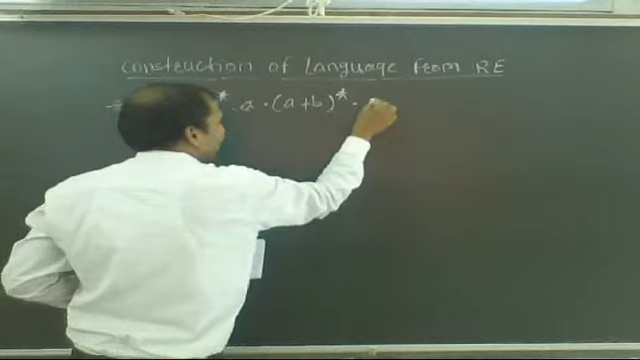 Construction of Language from RE
* . a . (a + b)* .